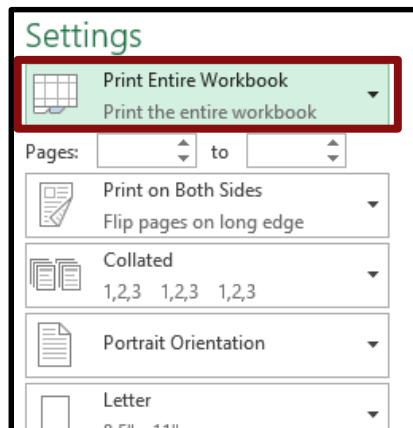 Settings
Print Entire Workbook
Print the entire workbook
Pages: to
Print on Both Sides
Flip pages on long edge
Collated
1,2,3 1,2,3 1,2,3
Portrait Orientation
Letter